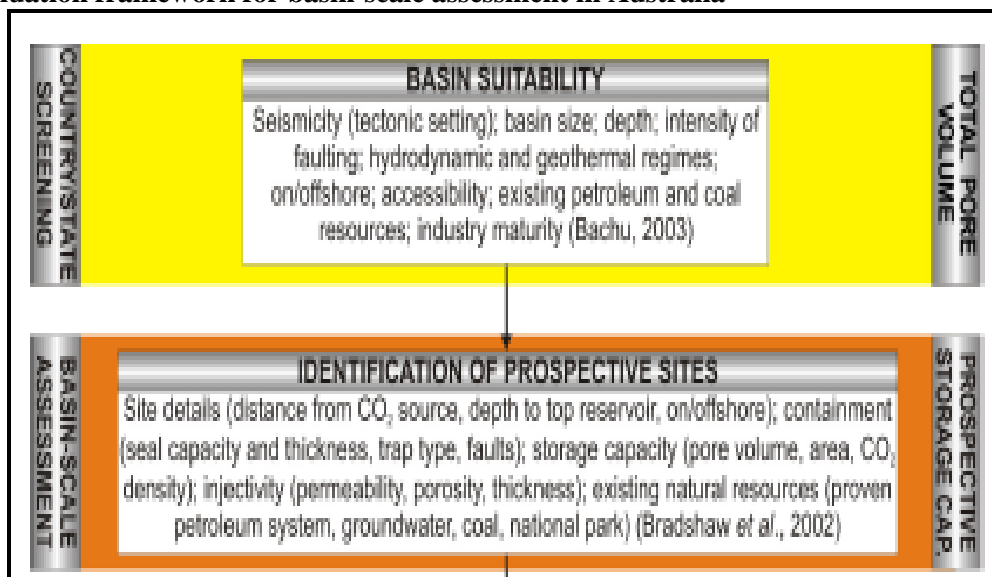 uation framework for basin-scale assessment in Australia
COUNTRY/STATE
SCREENING
BASIN SUITABILITY
Seismicity (tectonic setting); basin size; depth; intensity of
faulting; hydrodynamic and geothermal regimes;
on/offshore; accessibility; existing petroleum and coal
resources; industry maturity (Bachu, 2003)
TOTAL PORE
VOLUME
BASIN-SCALE
ASSESSMENT
IDENTIFICATION OF PROSPECTIVE SITES
Site details (distance from CO₂ source, depth to top reservoir, on/offshore); containment
(seal capacity and thickness, trap type, faults); storage capacity (pore volume, area, CO₂
density); injectivity (permeability, porosity, thickness); existing natural resources (proven
petroleum system, groundwater, coal, national park) (Bradshaw et al., 2002)
PROSPECTIVE
STORAGE CAP.